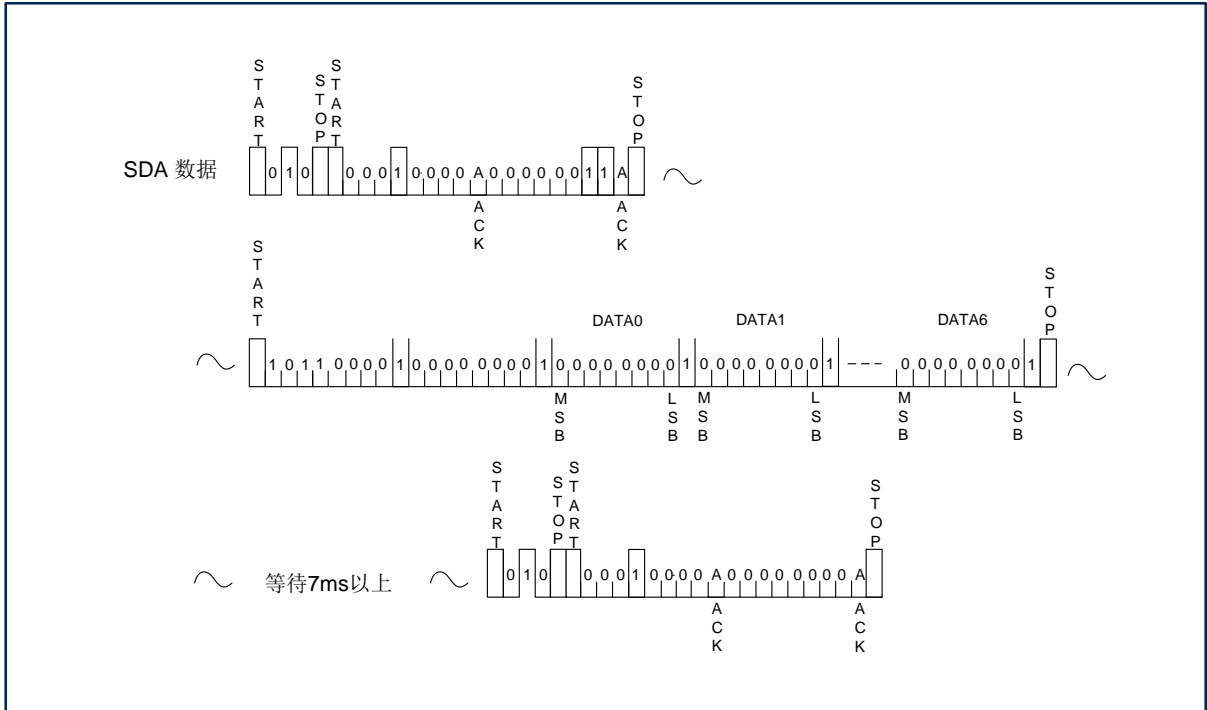 START
STOP
START
STOP
SDA 数据
0 1 0 0 0 0 1 0 0 0 0 A 0 0 0 0 0 0 1 1 A
ACK
ACK
START
STOP
DATA0 DATA1 DATA6
1 0 1 1 0 0 0 0 1 0 0 0 0 0 0 0 0 1 0 0 0 0 0 0 0 0 1 0 0 0 0 0 0 0 0 1 --- 0 0 0 0 0 0 0 0 1
MSB LSB MSB LSB MSB LSB
START
STOP
START
STOP
等待7ms以上
0 1 0 0 0 0 1 0 0 0 0 A 0 0 0 0 0 0 0 0 A
ACK
ACK